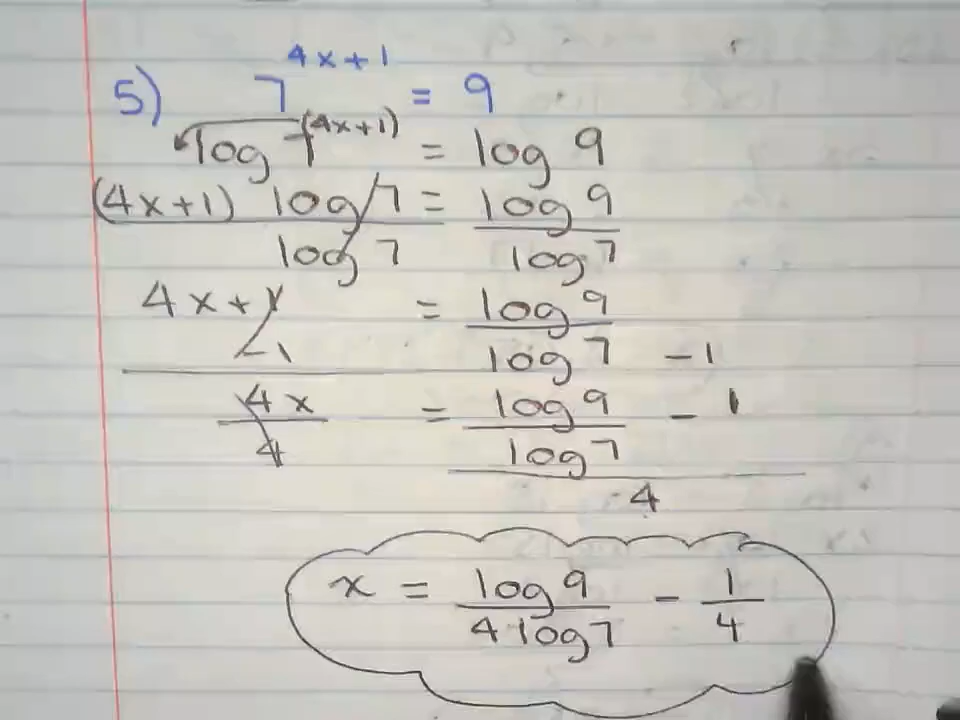 5) 7^(4x+1) = 9
log 7^(4x+1) = log 9
(4x+1) log 7 = log 9
log 7 log 7
4x + 1 = log 9
-1 log 7 -1
4x = log 9 - 1
4 log 7
4
x = log 9 / 4 log 7 - 1/4